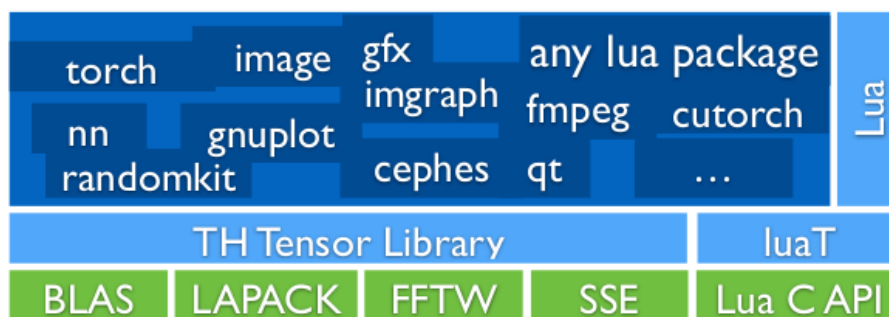 torch image gfx any lua package
imgraph fmpeg cutorch
nn gnuplot
randomkit cephes qt ...
Lua
TH Tensor Library luaT
BLAS LAPACK FFTW SSE Lua C API